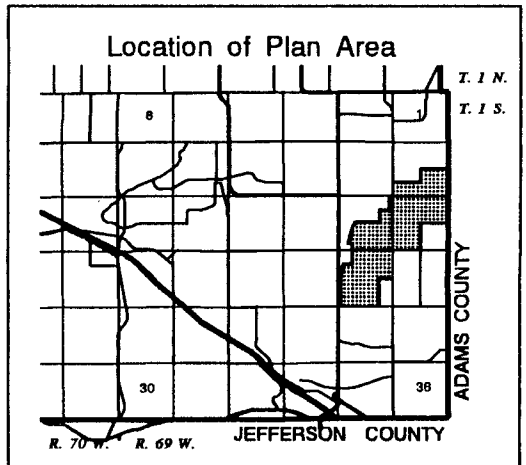 Location of Plan Area
T. 1 N.
T. 1 S.
6
1
ADAMS COUNTY
30
36
R. 70 W.
R. 69 W.
JEFFERSON COUNTY